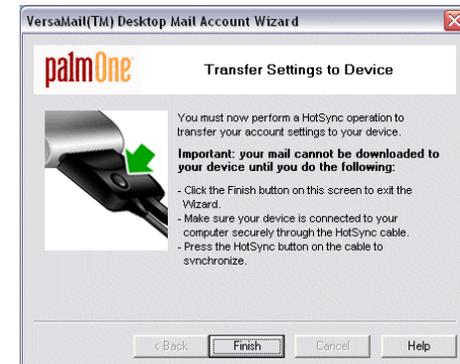 VersaMail(TM) Desktop Mail Account Wizard
palmOne
Transfer Settings to Device
You must now perform a HotSync operation to
transfer your account settings to your device.
Important: your mail cannot be downloaded to
your device until you do the following:
- Click the Finish button on this screen to exit the
Wizard.
- Make sure your device is connected to your
computer securely through the HotSync cable.
- Press the HotSync button on the cable to
synchronize.
< Back
Finish
Cancel
Help